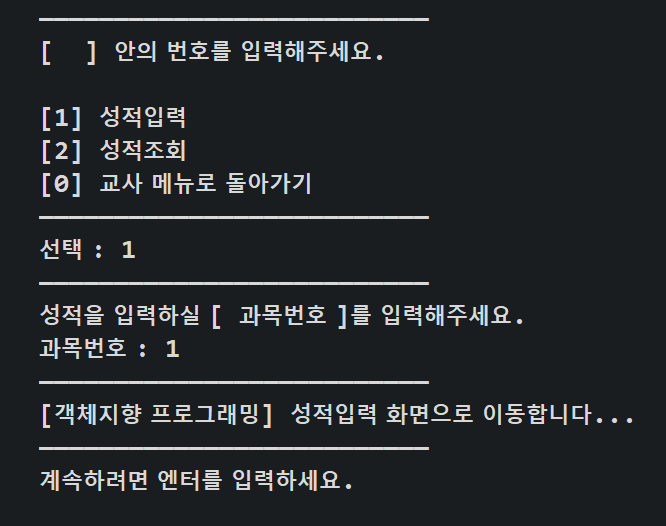 [  ] 안의 번호를 입력해주세요.
[1] 성적입력
[2] 성적조회
[0] 교사 메뉴로 돌아가기
선택 : 1
성적을 입력하실 [ 과목번호 ]를 입력해주세요.
과목번호 : 1
[객체지향 프로그래밍] 성적입력 화면으로 이동합니다...
계속하려면 엔터를 입력하세요.